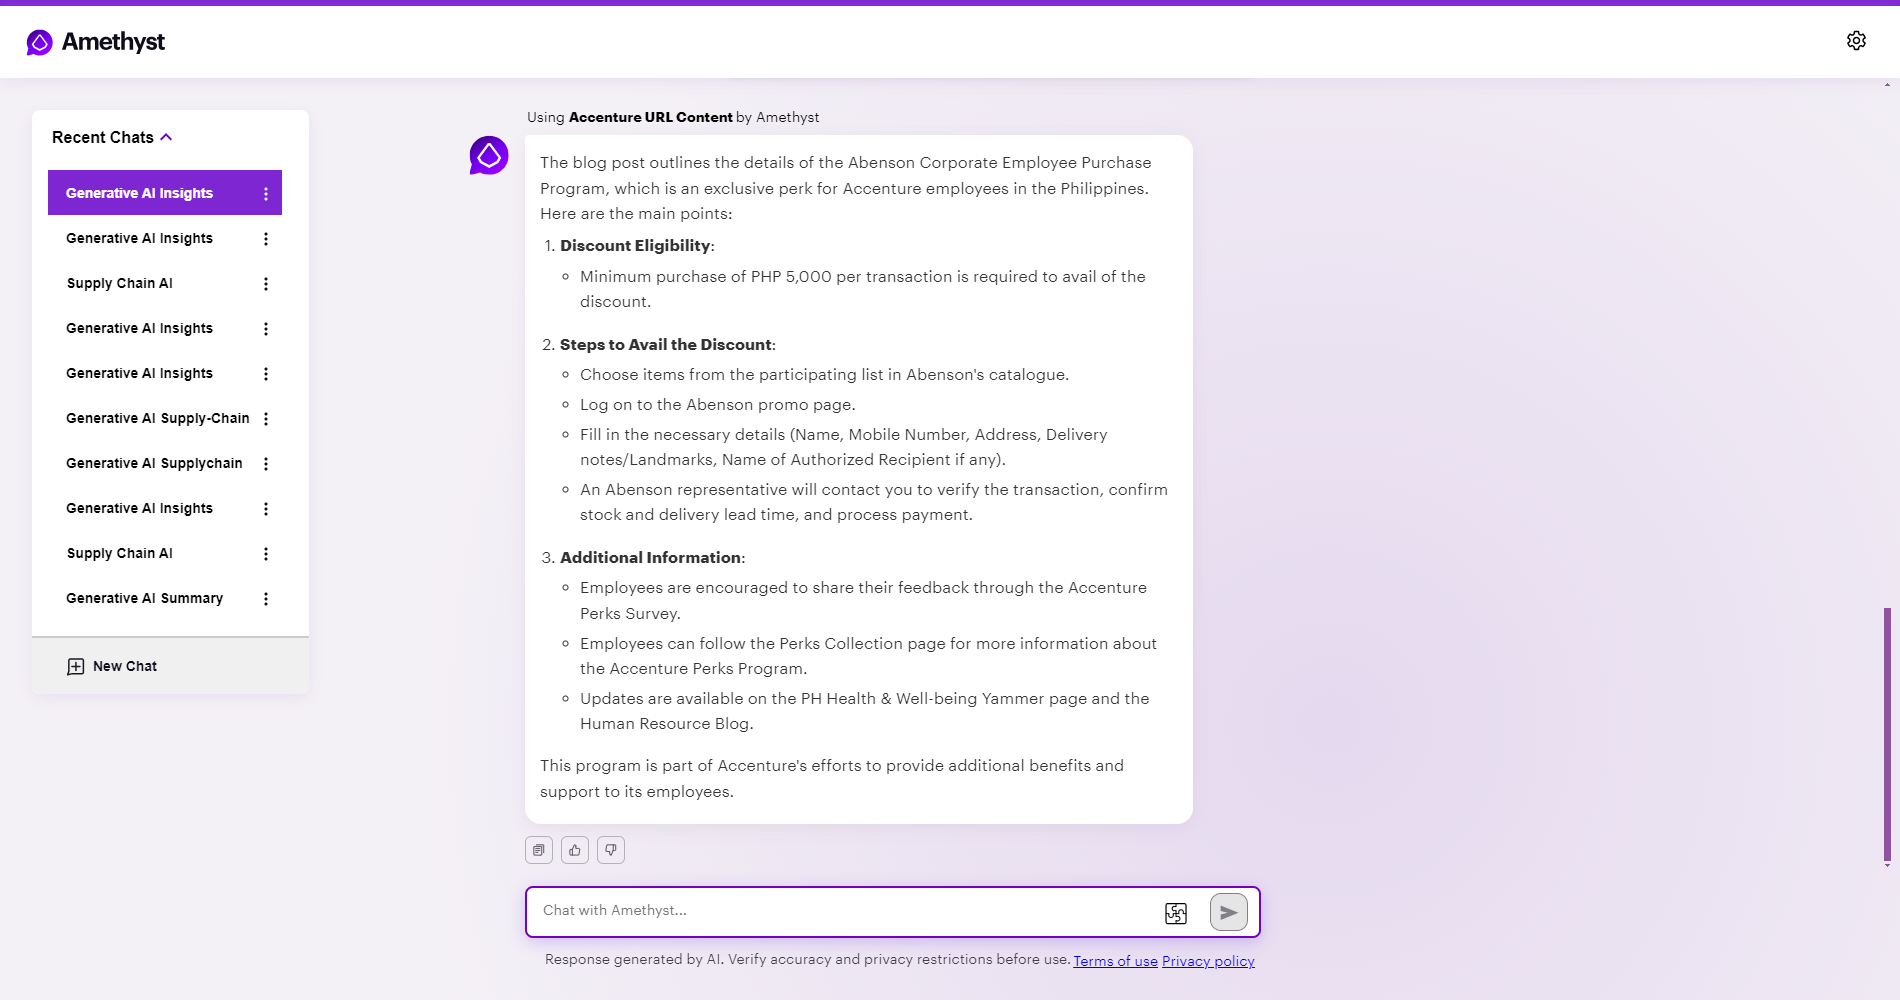 Amethyst
Recent Chats
Generative AI Insights
Generative AI Insights
Supply Chain AI
Generative AI Insights
Generative AI Insights
Generative AI Supply-Chain
Generative AI Supplychain
Generative AI Insights
Supply Chain AI
Generative AI Summary
New Chat
Using Accenture URL Content by Amethyst
The blog post outlines the details of the Abenson Corporate Employee Purchase
Program, which is an exclusive perk for Accenture employees in the Philippines.
Here are the main points:
1. Discount Eligibility:
Minimum purchase of PHP 5,000 per transaction is required to avail of the
discount.
2. Steps to Avail the Discount:
Choose items from the participating list in Abenson's catalogue.
Log on to the Abenson promo page.
Fill in the necessary details (Name, Mobile Number, Address, Delivery
notes/Landmarks, Name of Authorized Recipient if any).
An Abenson representative will contact you to verify the transaction, confirm
stock and delivery lead time, and process payment.
3. Additional Information:
Employees are encouraged to share their feedback through the Accenture
Perks Survey.
Employees can follow the Perks Collection page for more information about
the Accenture Perks Program.
Updates are available on the PH Health & Well-being Yammer page and the
Human Resource Blog.
This program is part of Accenture's efforts to provide additional benefits and
support to its employees.
Chat with Amethyst...
Response generated by AI. Verify accuracy and privacy restrictions before use. Terms of use Privacy policy